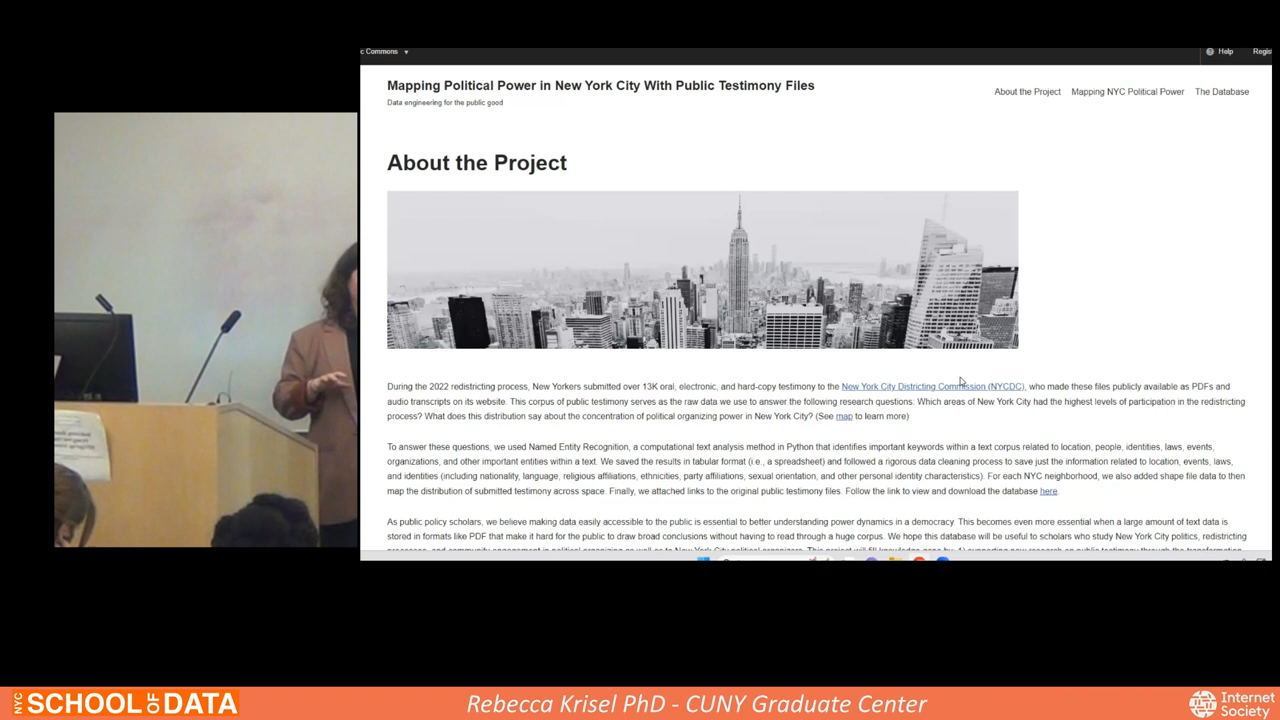 c Commons
Help
Regis
Mapping Political Power in New York City With Public Testimony Files
Data engineering for the public good
About the Project
Mapping NYC Political Power
The Database
About the Project
During the 2022 redistricting process, New Yorkers submitted over 13K oral, electronic, and hard-copy testimony to the New York City Districting Commission (NYCDC), who made these files publicly available as PDFs and
audio transcripts on its website. This corpus of public testimony serves as the raw data we use to answer the following research questions: Which areas of New York City had the highest levels of participation in the redistricting
process? What does this distribution say about the concentration of political organizing power in New York City? (See map to learn more)
To answer these questions, we used Named Entity Recognition, a computational text analysis method in Python that identifies important keywords within a text corpus related to location, people, identities, laws, events,
organizations, and other important entities within a text. We saved the results in tabular format (i.e., a spreadsheet) and followed a rigorous data cleaning process to save just the information related to location, events, laws,
and identities (including nationality, language, religious affiliations, ethnicities, party affiliations, sexual orientation, and other personal identity characteristics). For each NYC neighborhood, we also added shape file data to then
map the distribution of submitted testimony across space. Finally, we attached links to the original public testimony files. Follow the link to view and download the database here.
As public policy scholars, we believe making data easily accessible to the public is essential to better understanding power dynamics in a democracy. This becomes even more essential when a large amount of text data is
stored in formats like PDF that make it hard for the public to draw broad conclusions without having to read through a huge corpus. We hope this database will be useful to scholars who study New York City politics, redistricting
NYC SCHOOL OF DATA
Rebecca Krisel PhD - CUNY Graduate Center
Internet
Society